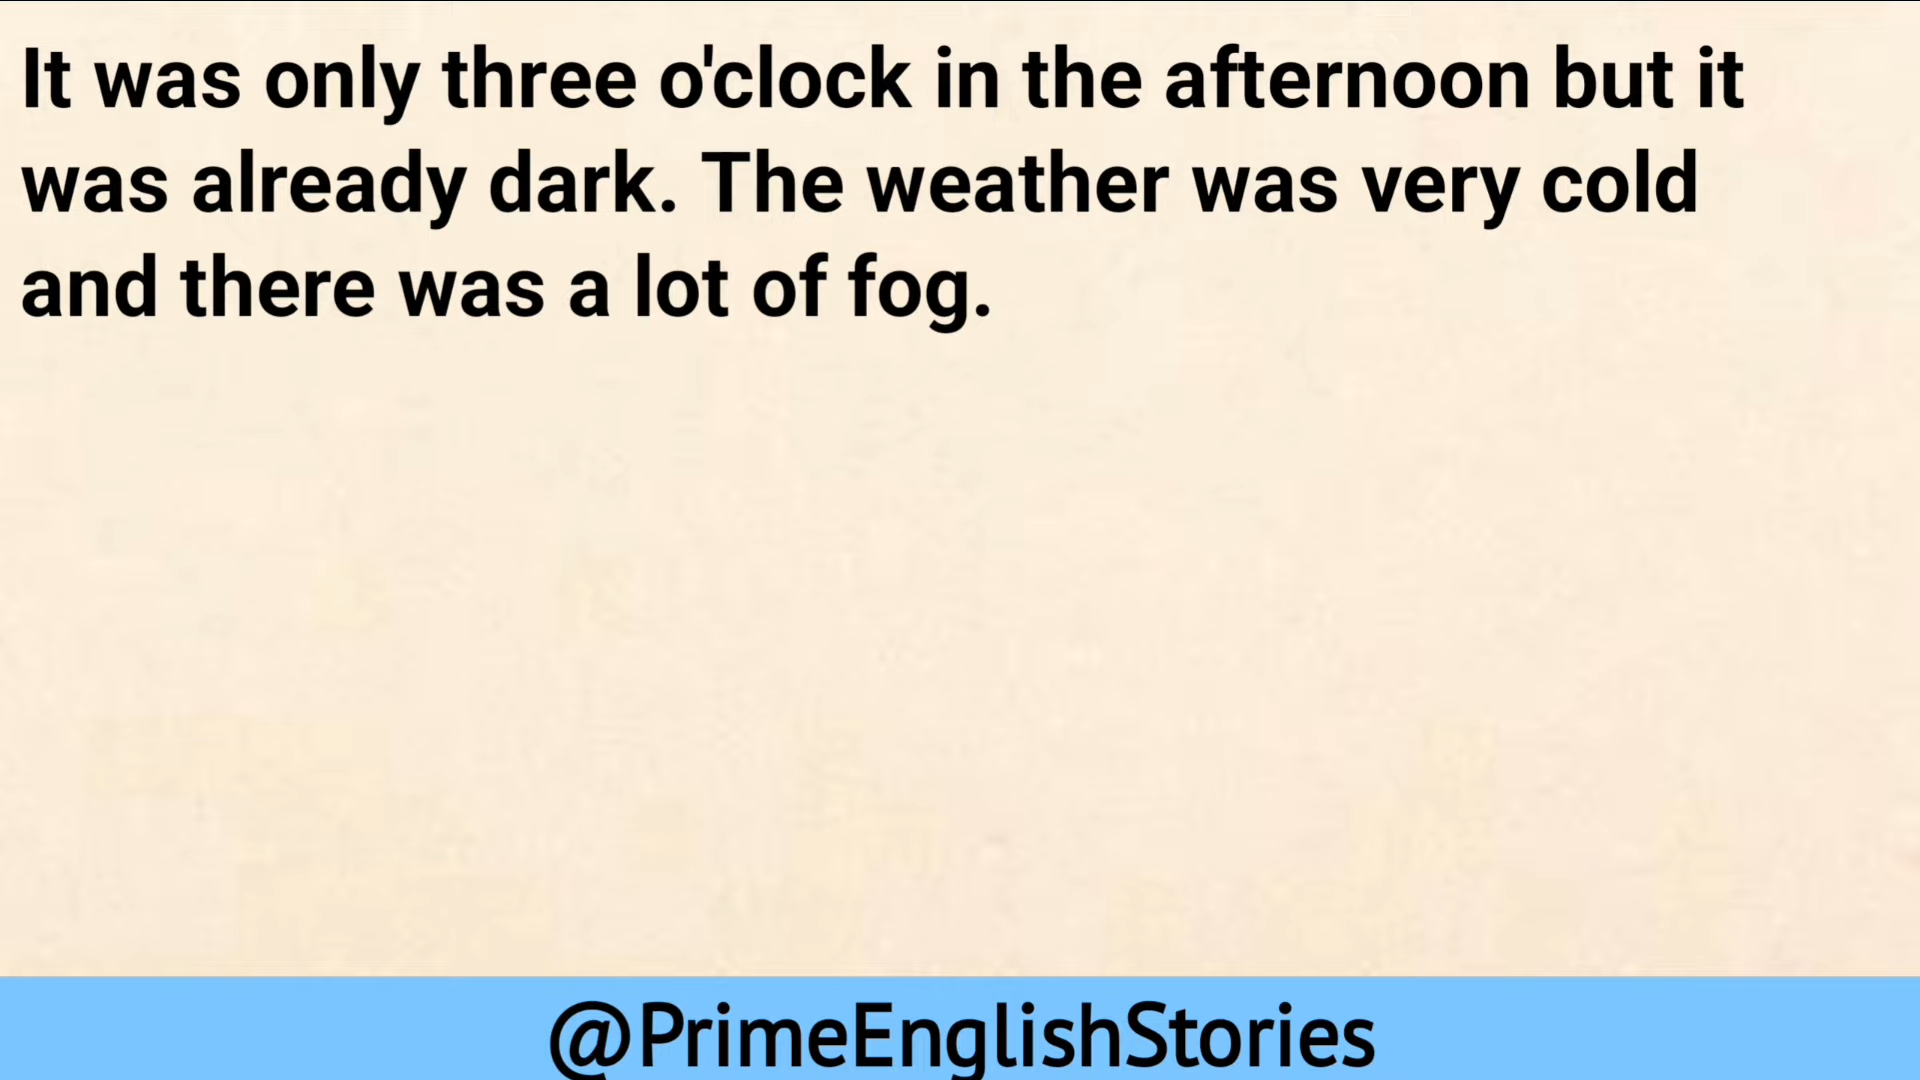 It was only three o'clock in the afternoon but it
was already dark. The weather was very cold
and there was a lot of fog.
@PrimeEnglishStories